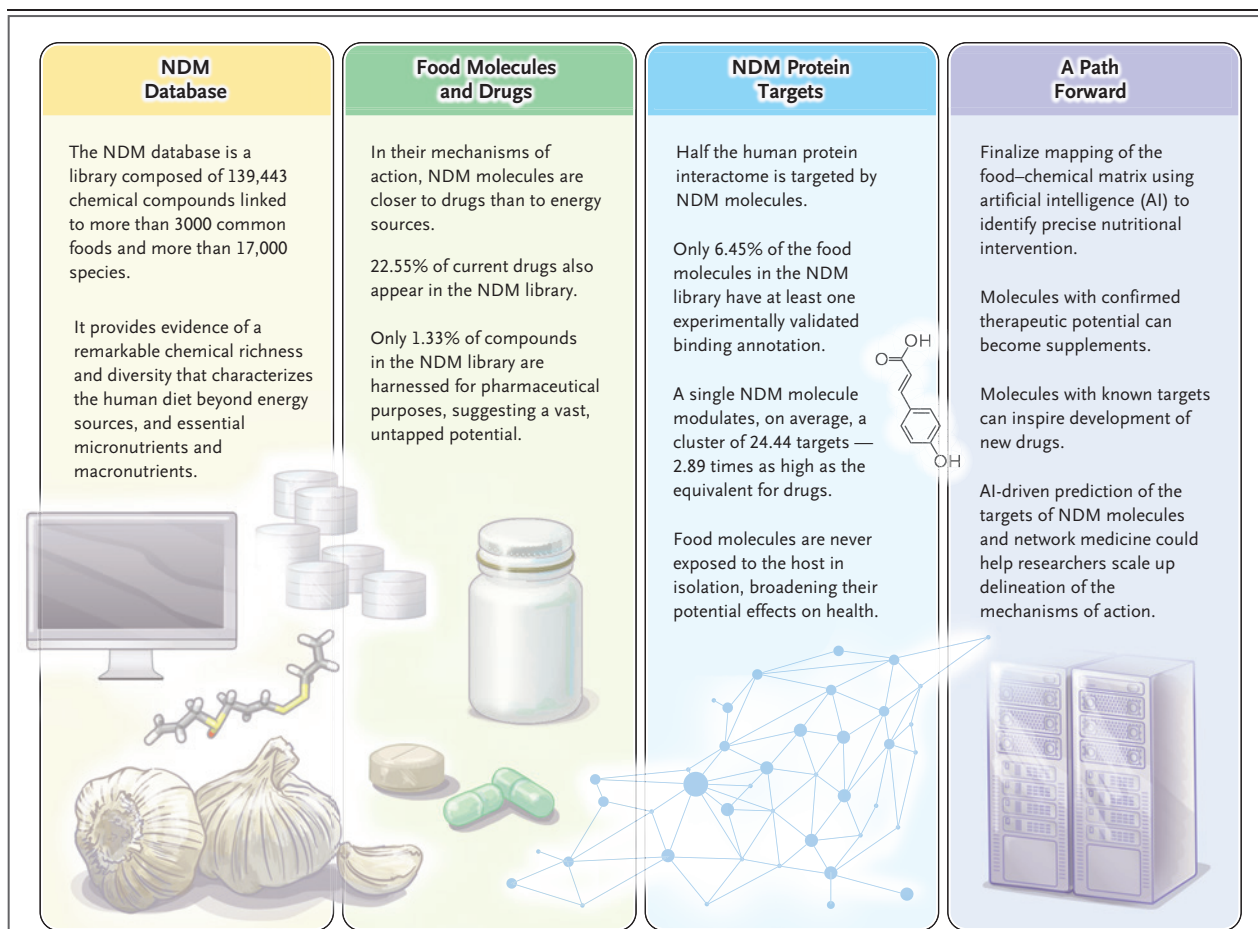 NDM
Database
The NDM database is a
library composed of 139,443
chemical compounds linked
to more than 3000 common
foods and more than 17,000
species.
It provides evidence of a
remarkable chemical richness
and diversity that characterizes
the human diet beyond energy
sources, and essential
micronutrients and
macronutrients.
Food Molecules
and Drugs
In their mechanisms of
action, NDM molecules are
closer to drugs than to energy
sources.
22.55% of current drugs also
appear in the NDM library.
Only 1.33% of compounds
in the NDM library are
harnessed for pharmaceutical
purposes, suggesting a vast,
untapped potential.
NDM Protein
Targets
Half the human protein
interactome is targeted by
NDM molecules.
Only 6.45% of the food
molecules in the NDM
library have at least one
experimentally validated
binding annotation.
A single NDM molecule
modulates, on average, a
cluster of 24.44 targets —
2.89 times as high as the
equivalent for drugs.
Food molecules are never
exposed to the host in
isolation, broadening their
potential effects on health.
OH
O
OH
A Path
Forward
Finalize mapping of the
food–chemical matrix using
artificial intelligence (AI) to
identify precise nutritional
intervention.
Molecules with confirmed
therapeutic potential can
become supplements.
Molecules with known targets
can inspire development of
new drugs.
AI-driven prediction of the
targets of NDM molecules
and network medicine could
help researchers scale up
delineation of the
mechanisms of action.